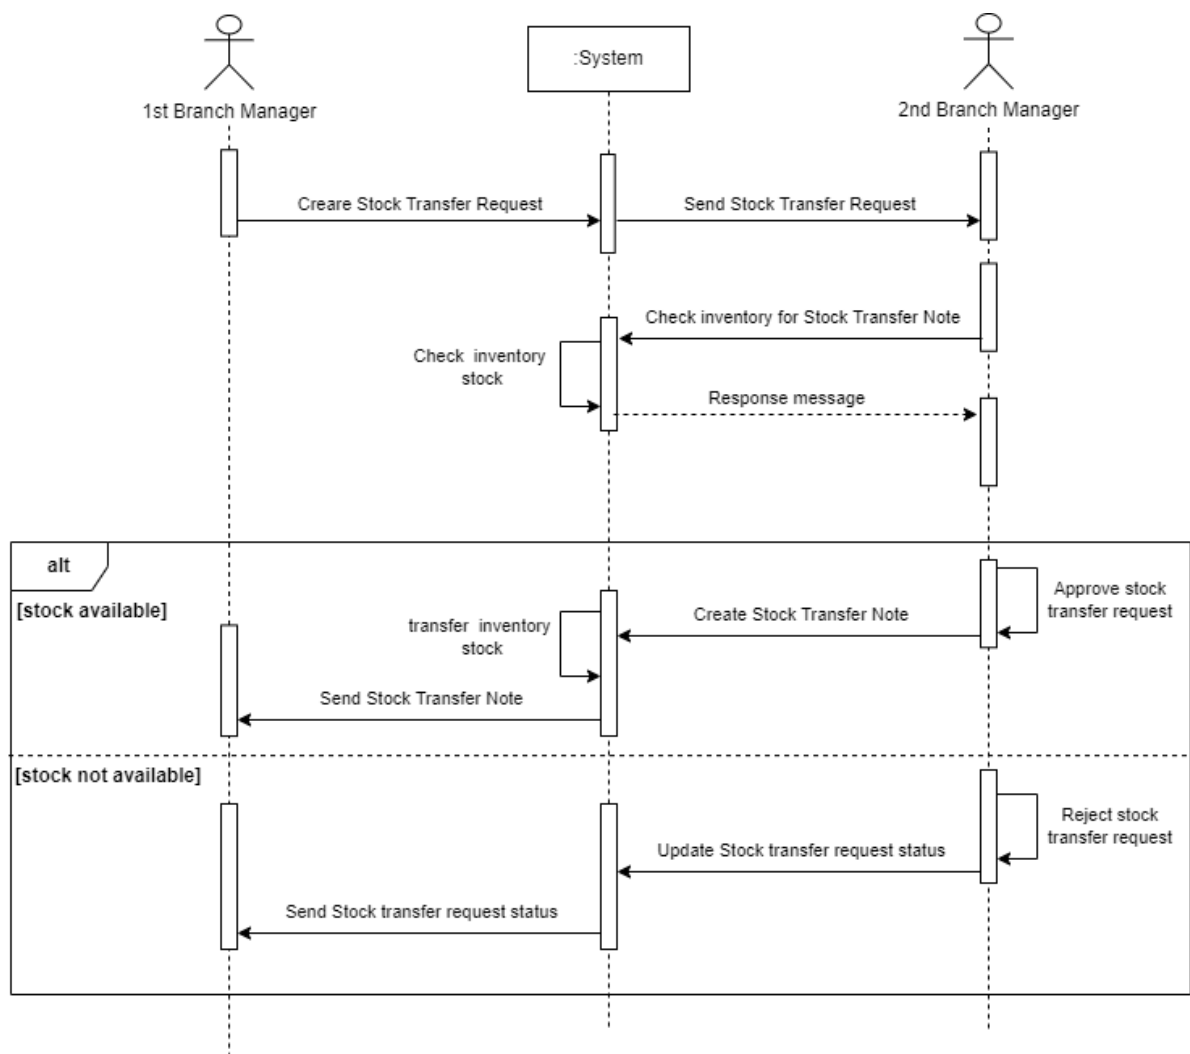 :System
1st Branch Manager
2nd Branch Manager
Creare Stock Transfer Request
Send Stock Transfer Request
Check inventory for Stock Transfer Note
Check inventory
stock
Response message
alt
[stock available]
Approve stock
transfer request
Create Stock Transfer Note
transfer inventory
stock
Send Stock Transfer Note
[stock not available]
Reject stock
transfer request
Update Stock transfer request status
Send Stock transfer request status